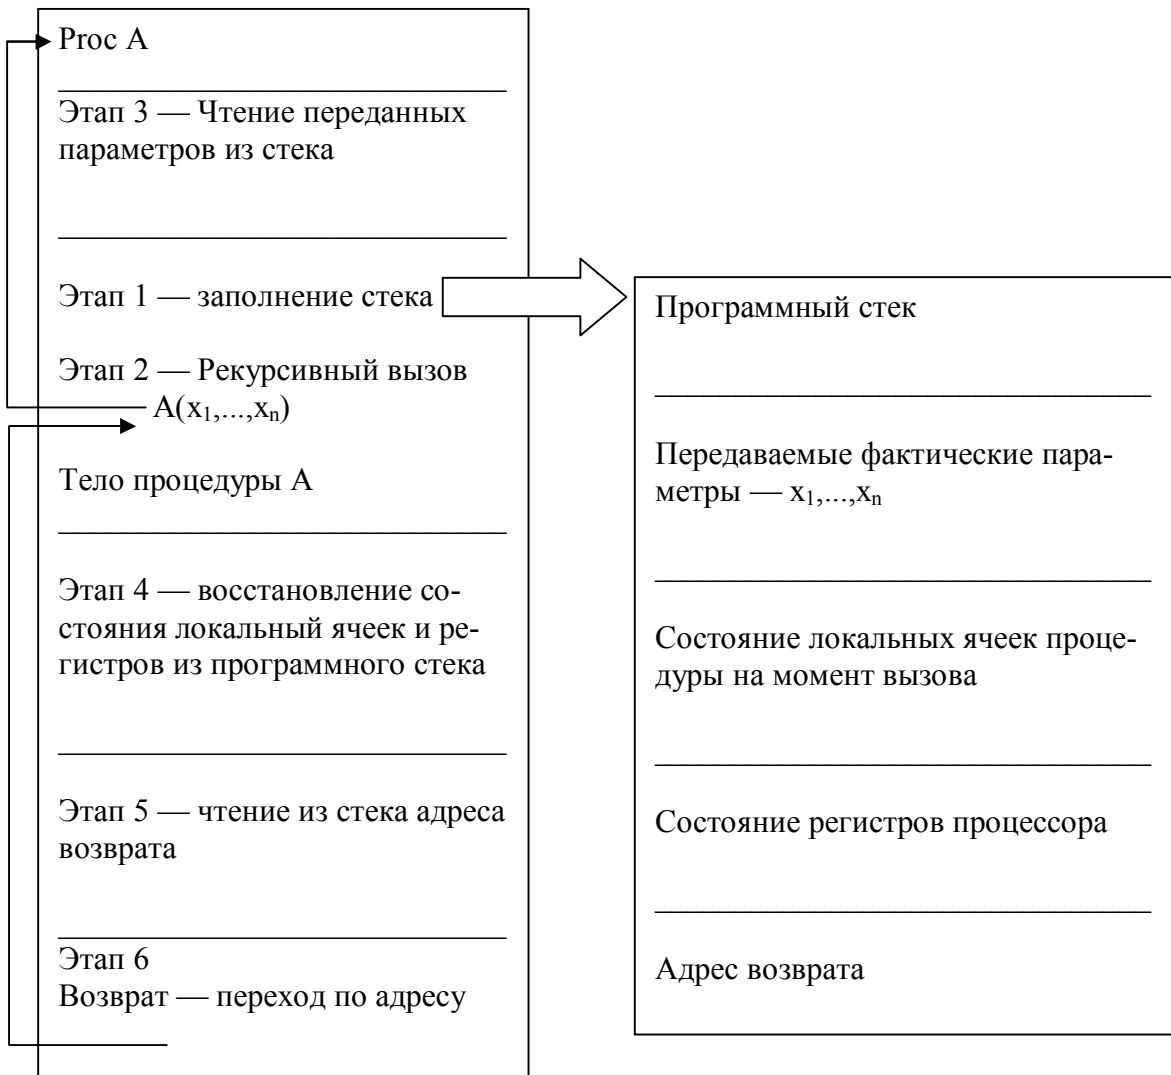 Proc A
Этап 3 — Чтение переданных
параметров из стека
Этап 1 — заполнение стека
Этап 2 — Рекурсивный вызов
A(x₁,...,xₙ)
Тело процедуры А
Этап 4 — восстановление со-
стояния локальный ячеек и ре-
гистров из программного стека
Этап 5 — чтение из стека адреса
возврата
Этап 6
Возврат — переход по адресу
Программный стек
Передаваемые фактические пара-
метры — x₁,...,xₙ
Состояние локальных ячеек проце-
дуры на момент вызова
Состояние регистров процессора
Адрес возврата